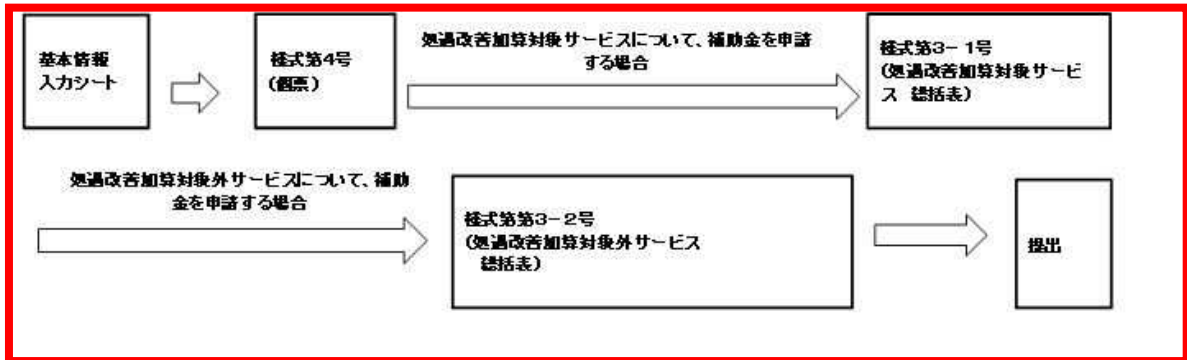 基本情報
入力シート
様式第4号
(個票)
処遇改善加算対象サービスについて、補助金を申請
する場合
様式第3-1号
(処遇改善加算対象サービ
ス 総括表)
処遇改善加算対象外サービスについて、補助
金を申請する場合
様式第第3-2号
(処遇改善加算対象外サービス
総括表)
提出